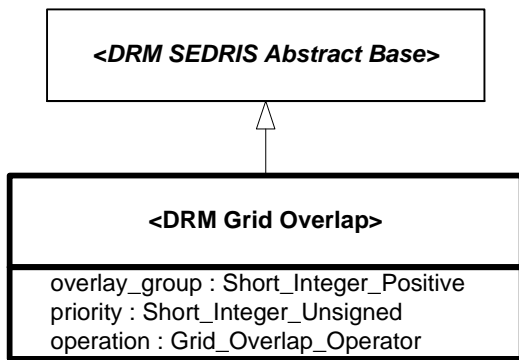 <DRM SEDRIS Abstract Base>
<DRM Grid Overlap>
overlay_group : Short_Integer_Positive
priority : Short_Integer_Unsigned
operation : Grid_Overlap_Operator